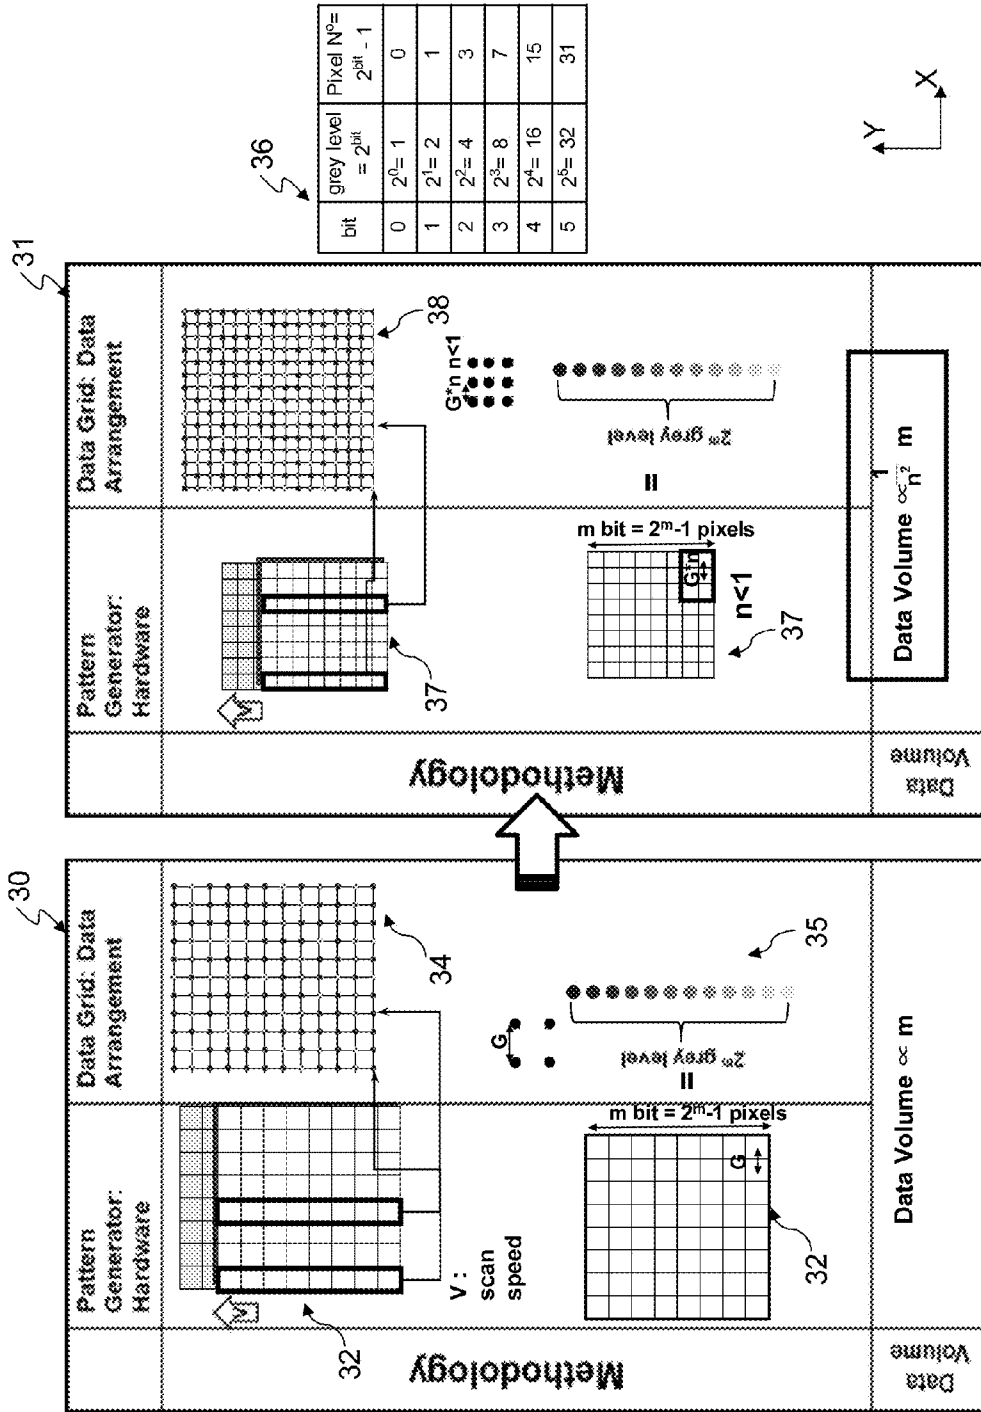 30
Pattern
Generator:
Hardware
Data Grid: Data
Arrangement
Methodology
V
32
34
V :
scan
speed
G
m bit = 2ᵐ-1 pixels
G
=
2ᵐ grey level
32
35
Data
Volume
Data Volume ∝ m
31
Pattern
Generator:
Hardware
Data Grid: Data
Arrangement
Methodology
V
37
38
G*n n<1
m bit = 2ᵐ-1 pixels
G*n
n<1
=
2ᵐ grey level
37
Data
Volume
Data Volume ∝ 1/n² m
36
bit grey level = 2ᵇⁱᵗ Pixel Nº= 2ᵇⁱᵗ - 1
0 2⁰= 1 0
1 2¹= 2 1
2 2²= 4 3
3 2³= 8 7
4 2⁴= 16 15
5 2⁵= 32 31
Y
X